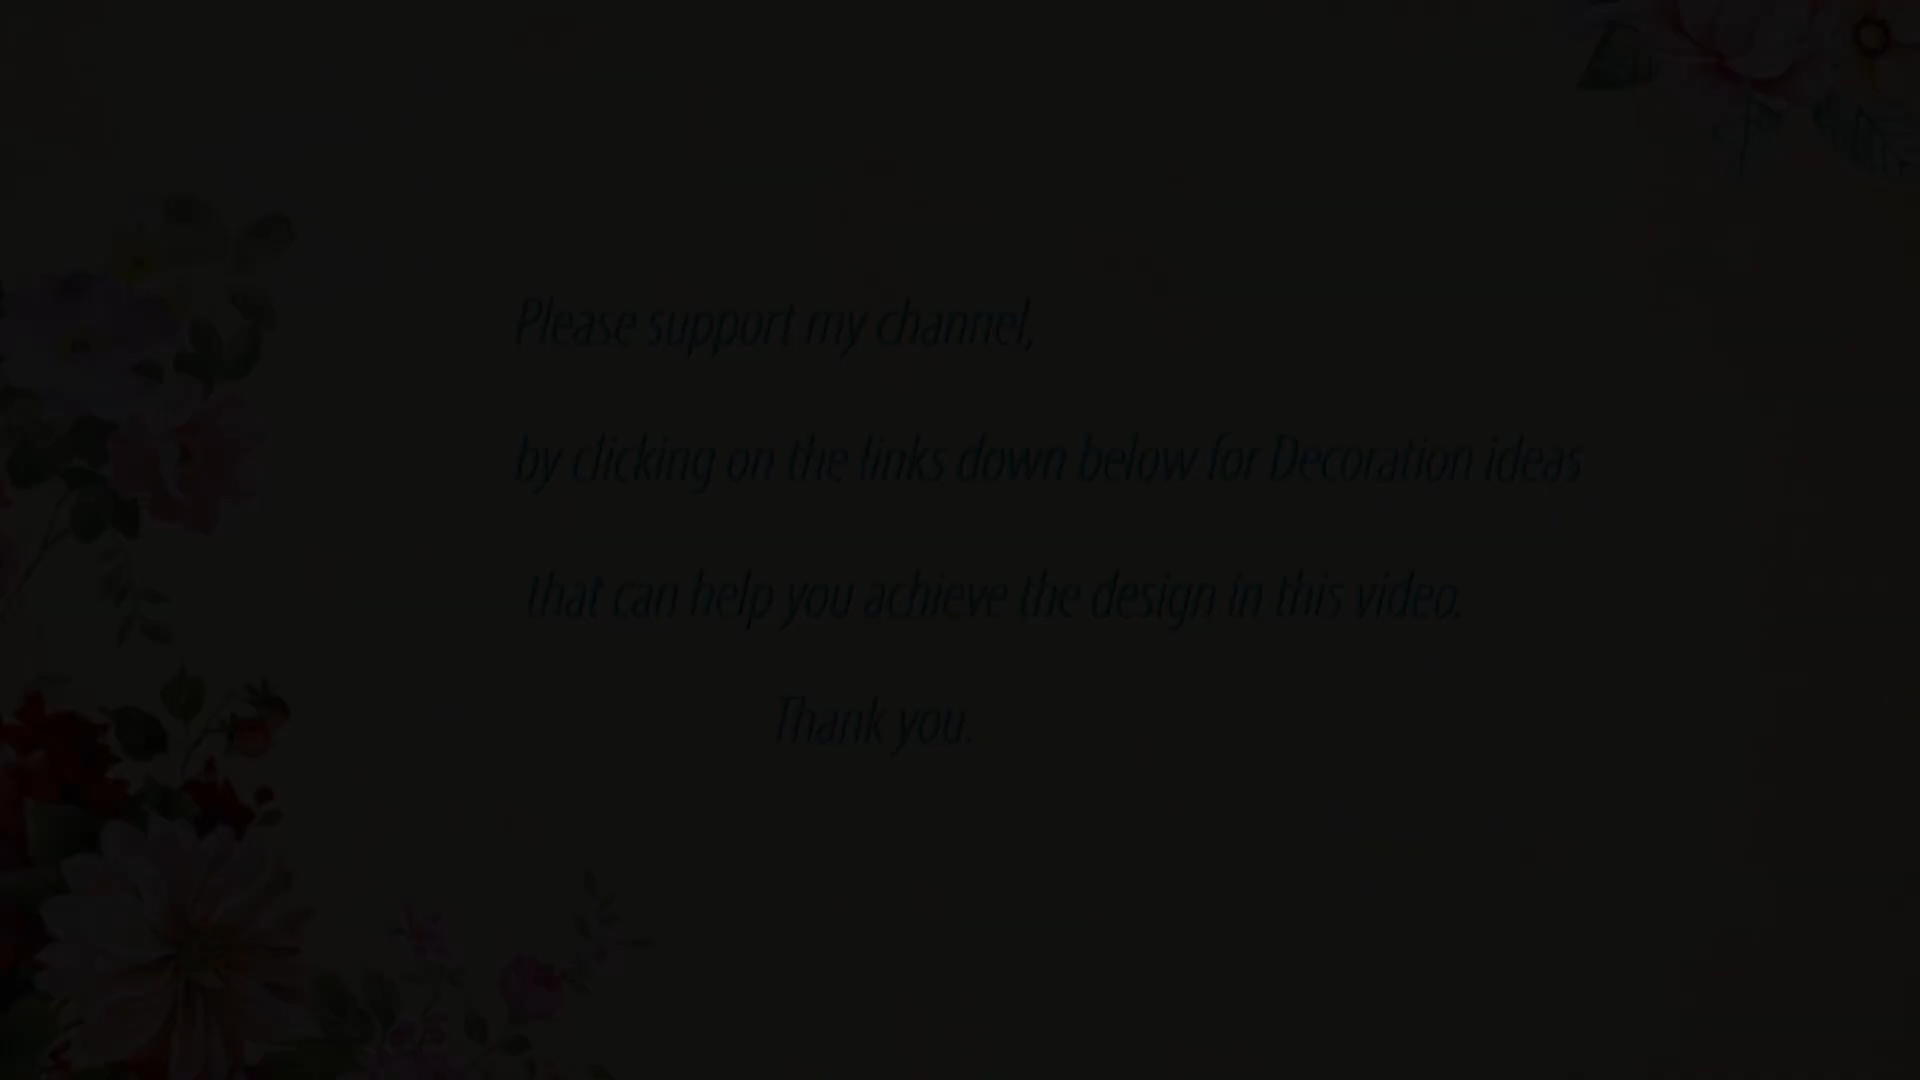 Please support my channel,
by clicking on the links down below for Decoration ideas
that can help you achieve the design in this video.
Thank you.